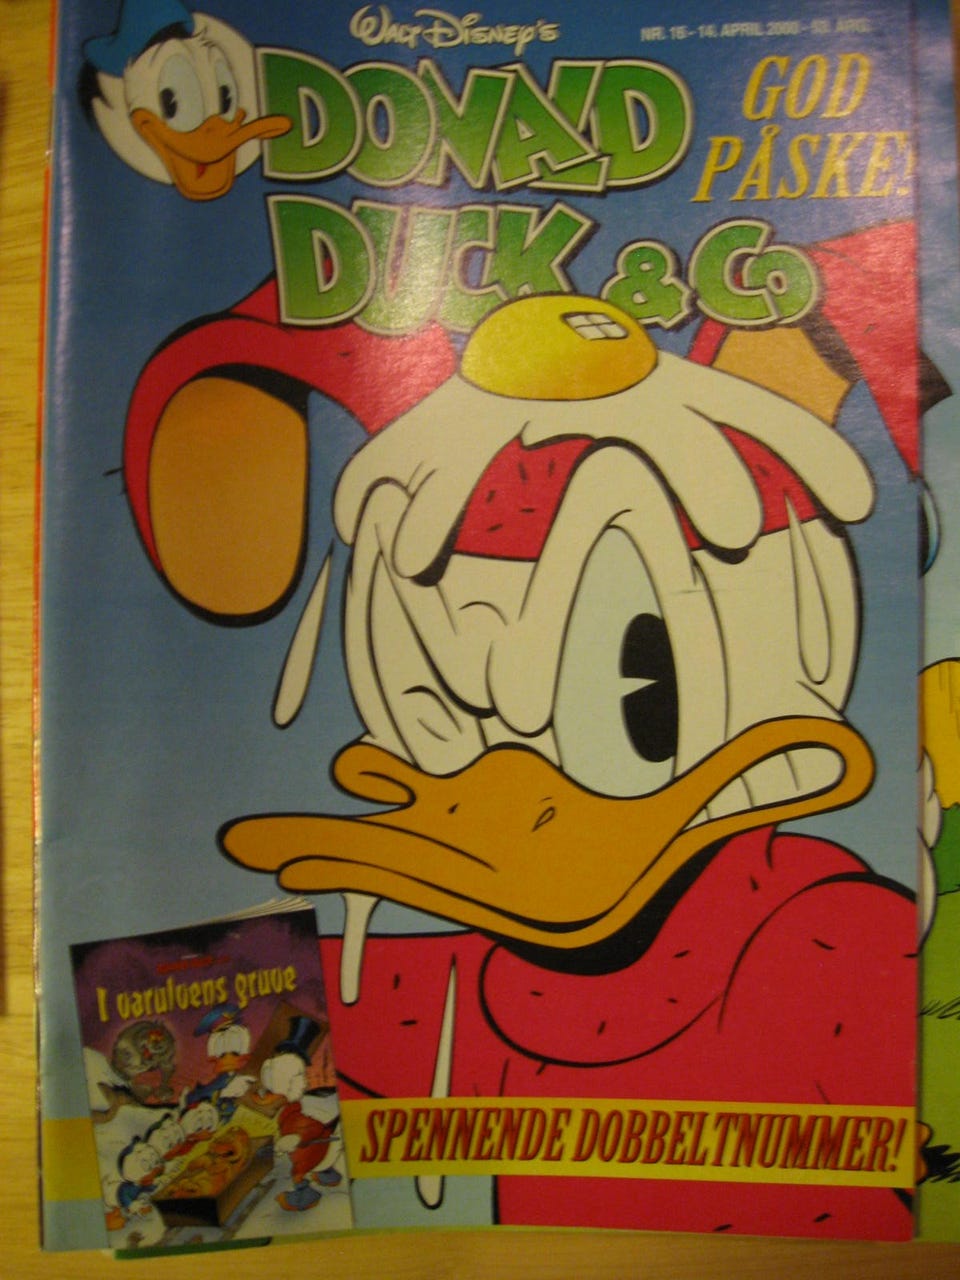 Walt Disney's
NR. 16 - 14. APRIL 2000 - 53. ÅRG.
DONALD
DUCK & Co
GOD
PÅSKE!
I varulvens gruve
SPENNENDE DOBBELTNUMMER!